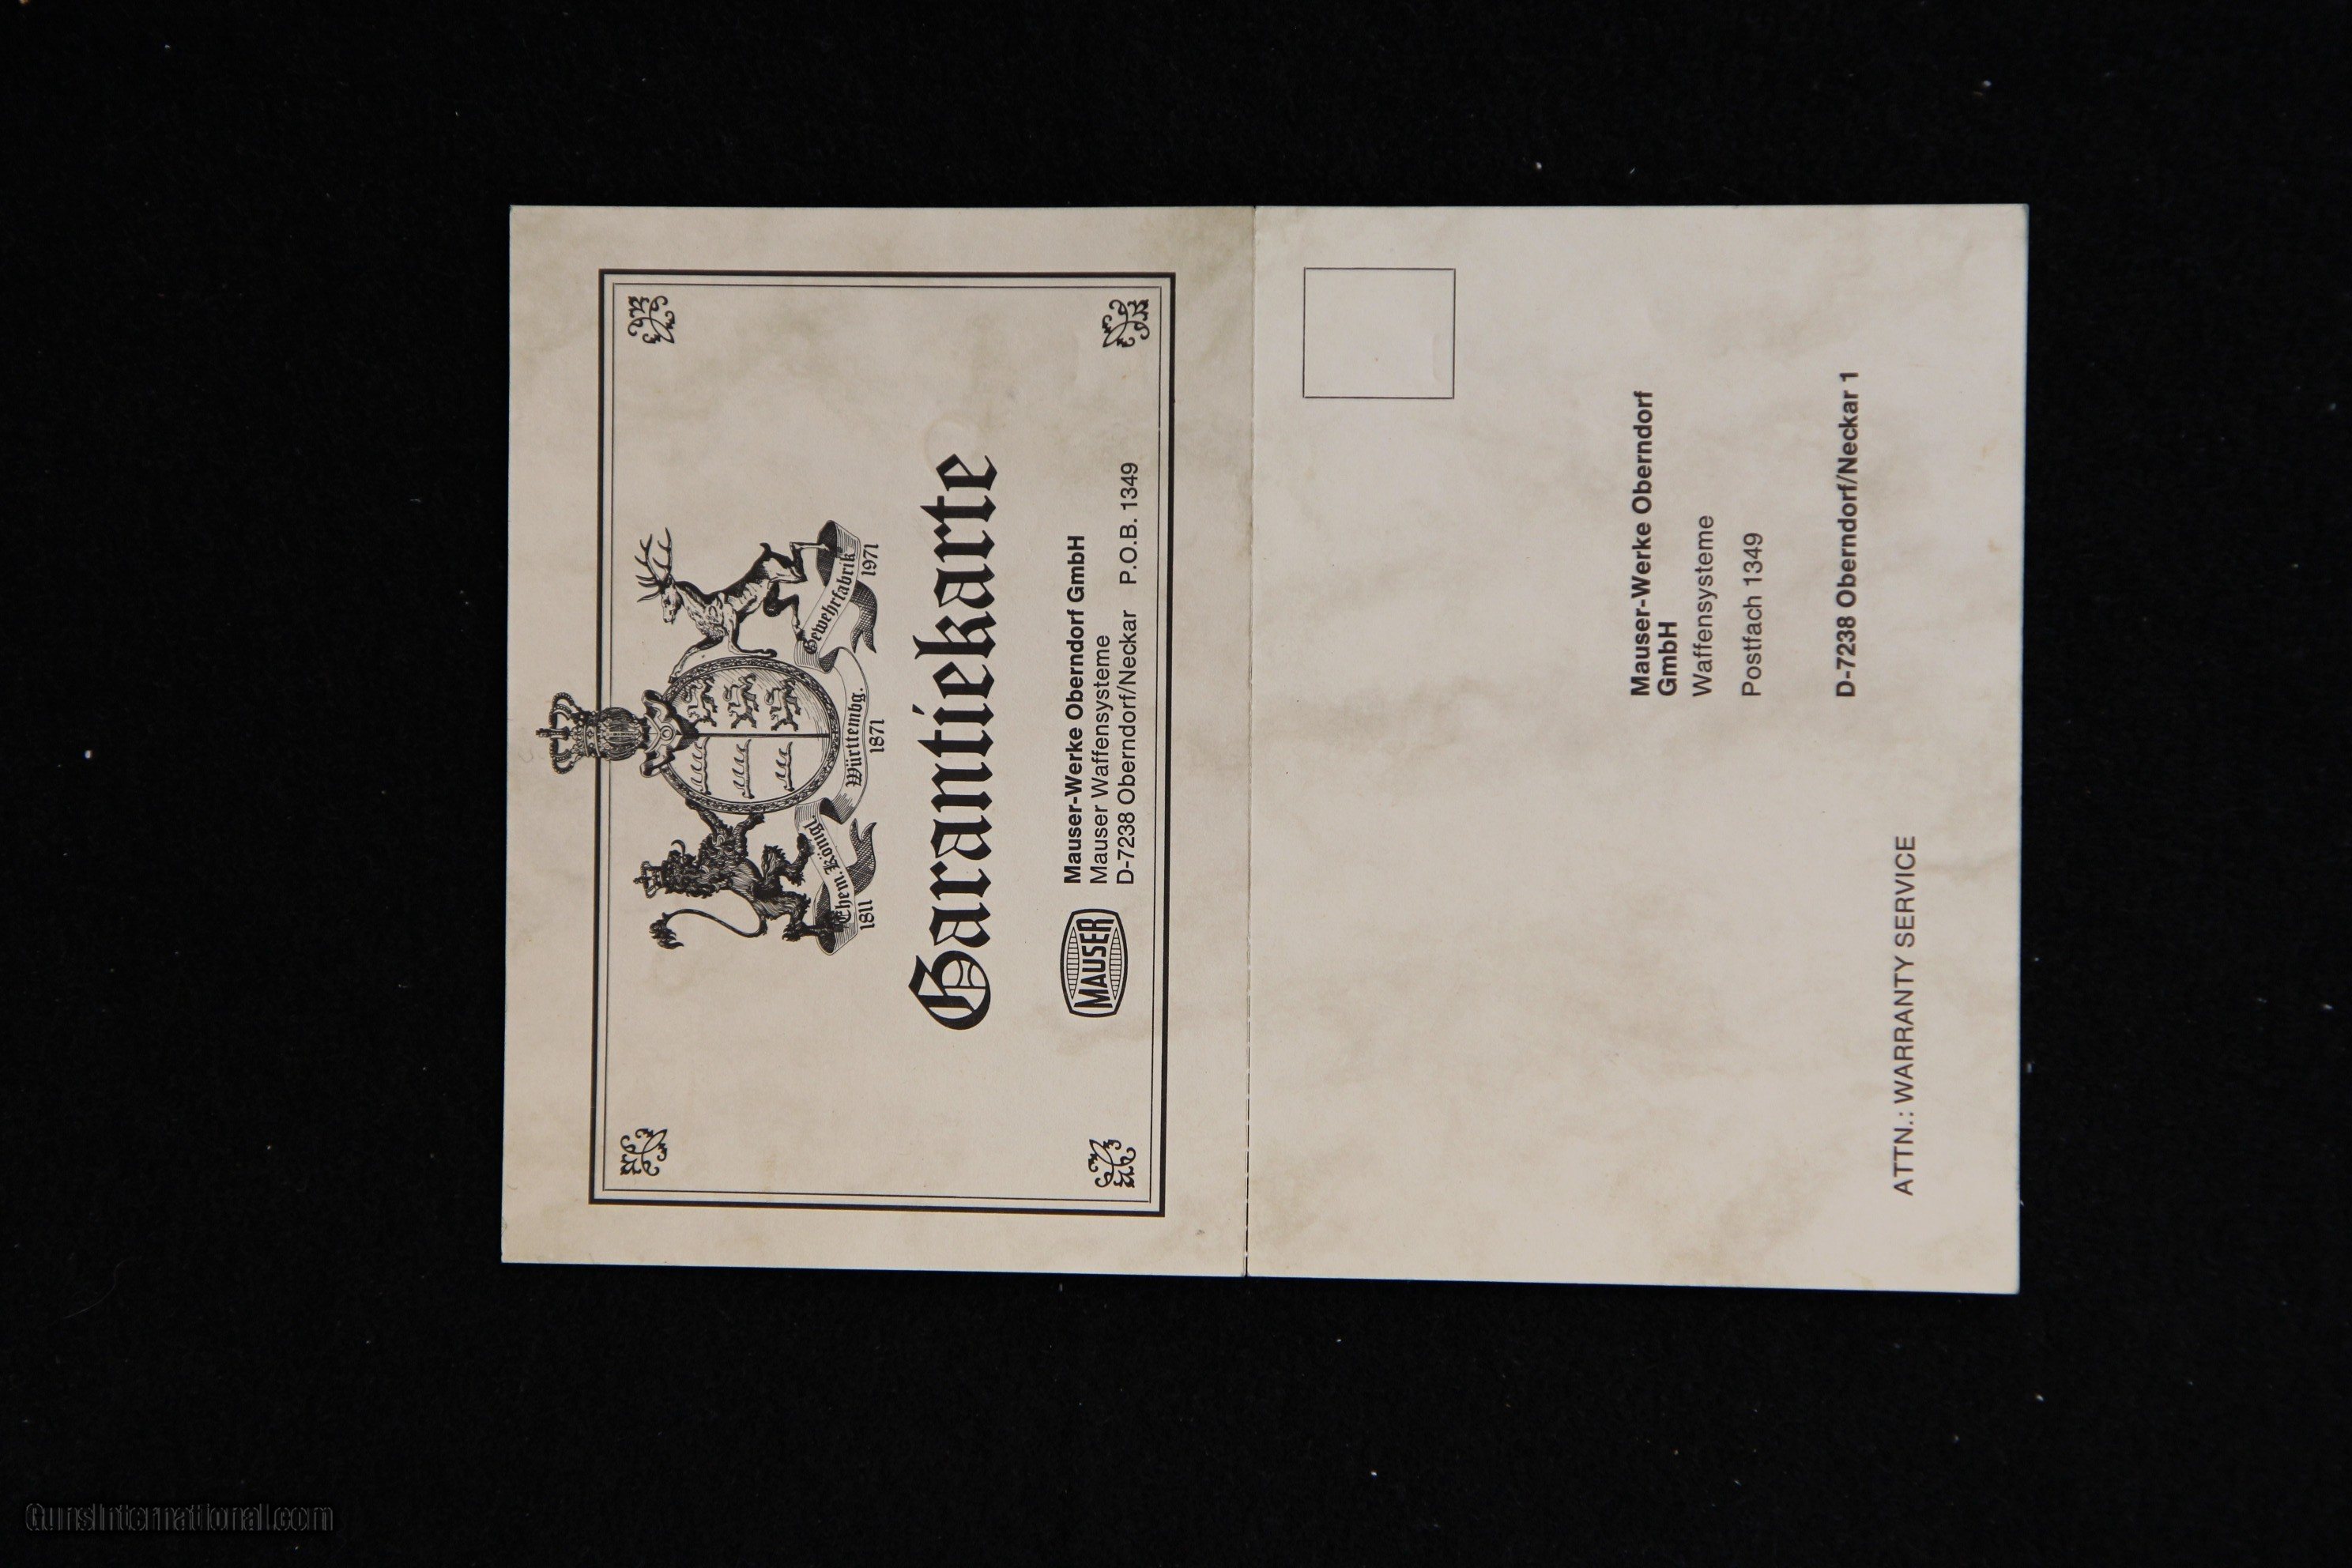 Ehem. Königl. Württembg. Gewehrfabrik
1811 1871 1971
Garantiekarte
MAUSER
Mauser-Werke Oberndorf GmbH
Mauser Waffensysteme
D-7238 Oberndorf/Neckar P.O.B. 1349
Mauser-Werke Oberndorf
GmbH
Waffensysteme
Postfach 1349
D-7238 Oberndorf/Neckar 1
ATTN.: WARRANTY SERVICE
GunsInternational.com